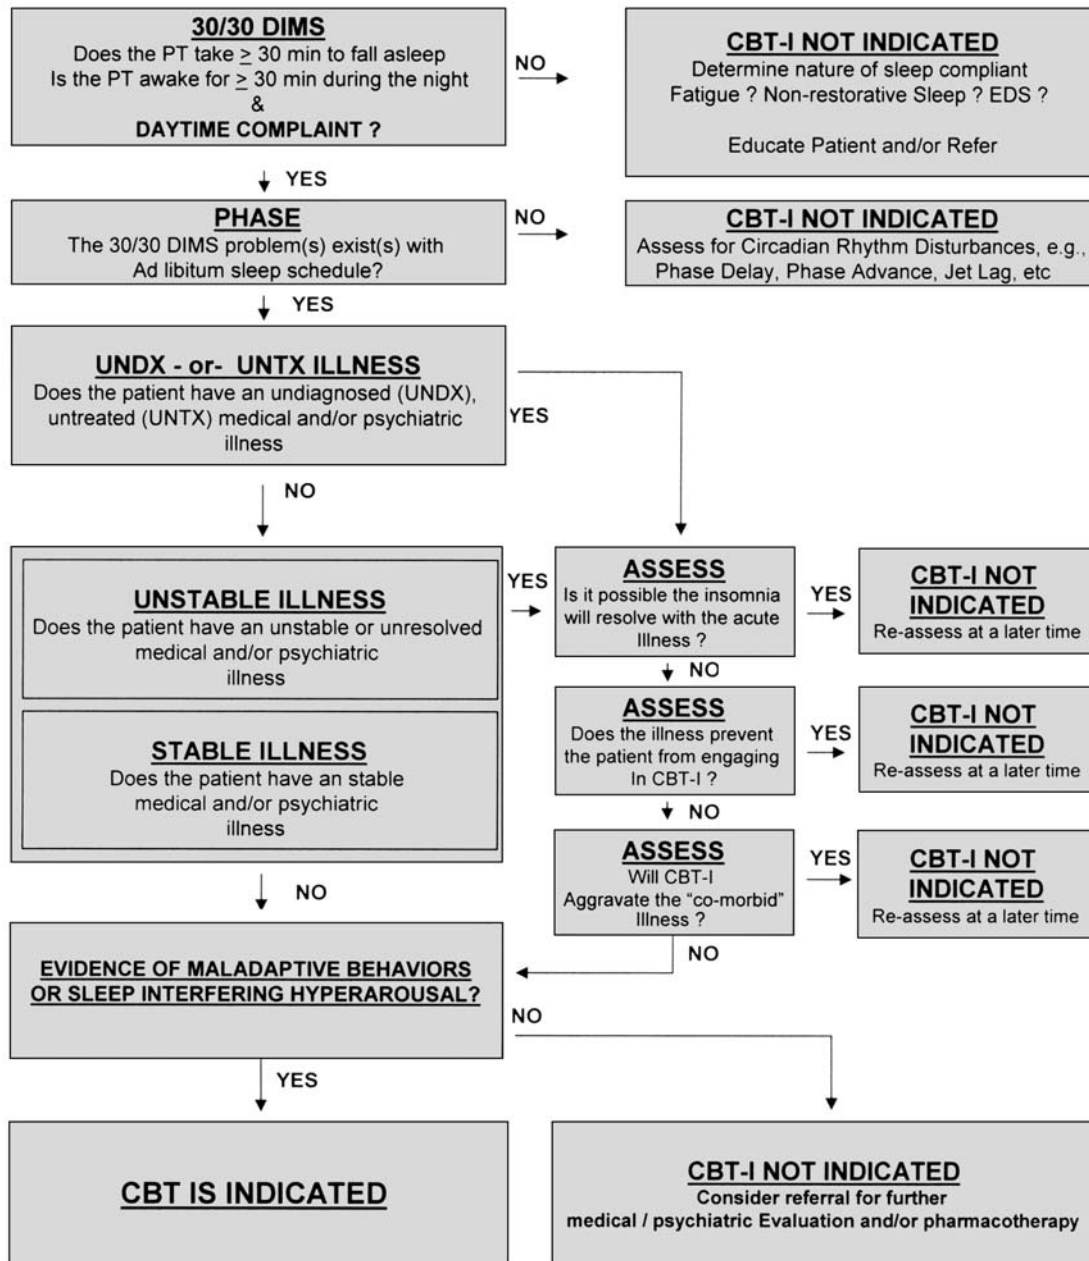 30/30 DIMS
Does the PT take ≥ 30 min to fall asleep
Is the PT awake for ≥ 30 min during the night
&
DAYTIME COMPLAINT ?
NO
CBT-I NOT INDICATED
Determine nature of sleep compliant
Fatigue ? Non-restorative Sleep ? EDS ?
Educate Patient and/or Refer
YES
PHASE
The 30/30 DIMS problem(s) exist(s) with
Ad libitum sleep schedule?
NO
CBT-I NOT INDICATED
Assess for Circadian Rhythm Disturbances, e.g.,
Phase Delay, Phase Advance, Jet Lag, etc
YES
UNDX - or- UNTX ILLNESS
Does the patient have an undiagnosed (UNDX),
untreated (UNTX) medical and/or psychiatric
illness
YES
NO
UNSTABLE ILLNESS
Does the patient have an unstable or unresolved
medical and/or psychiatric
illness
STABLE ILLNESS
Does the patient have an stable
medical and/or psychiatric
illness
YES
ASSESS
Is it possible the insomnia
will resolve with the acute
Illness ?
YES
CBT-I NOT
INDICATED
Re-assess at a later time
NO
ASSESS
Does the illness prevent
the patient from engaging
In CBT-I ?
YES
CBT-I NOT
INDICATED
Re-assess at a later time
NO
ASSESS
Will CBT-I
Aggravate the “co-morbid”
Illness ?
YES
CBT-I NOT
INDICATED
Re-assess at a later time
NO
NO
EVIDENCE OF MALADAPTIVE BEHAVIORS
OR SLEEP INTERFERING HYPERAROUSAL?
NO
YES
CBT IS INDICATED
CBT-I NOT INDICATED
Consider referral for further
medical / psychiatric Evaluation and/or pharmacotherapy